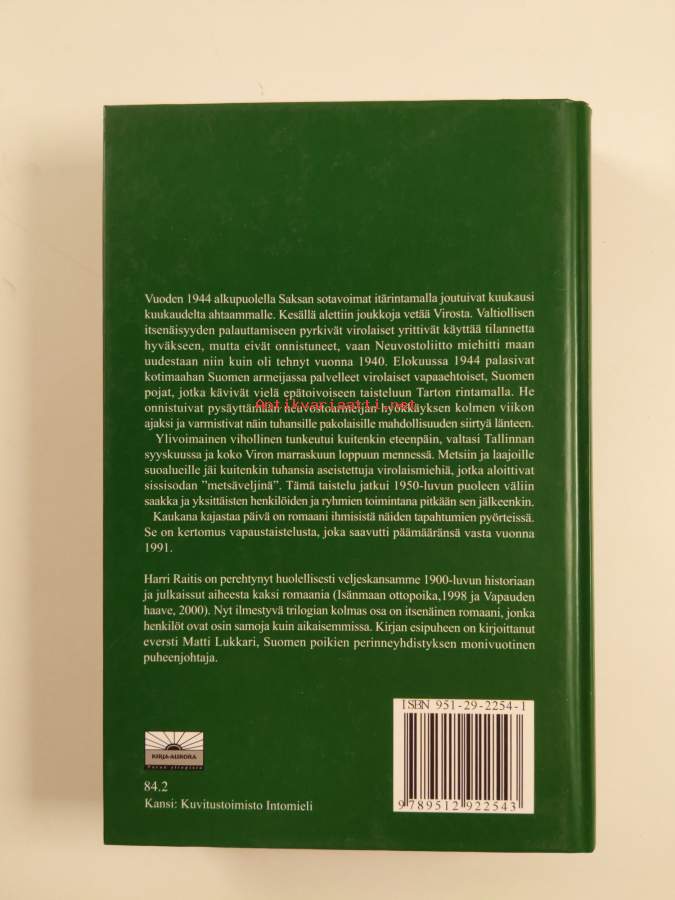 Vuoden 1944 alkupuolella Saksan sotavoimat itärintamalla joutuivat kuukausi
kuukaudelta ahtaammalle. Kesällä alettiin joukkoja vetää Virosta. Valtiollisen
itsenäisyyden palauttamiseen pyrkivät virolaiset yrittivät käyttää tilannetta
hyväkseen, mutta eivät onnistuneet, vaan Neuvostoliitto miehitti maan
uudestaan niin kuin oli tehnyt vuonna 1940. Elokuussa 1944 palasivat
kotimaahan Suomen armeijassa palvelleet virolaiset vapaaehtoiset, Suomen
pojat, jotka kävivät vielä epätoivoiseen taisteluun Tarton rintamalla. He
Antikvariaatti.net
onnistuivat pysäyttämään neuvostoarmeijan hyökkäyksen kolmen viikon
ajaksi ja varmistivat näin tuhansille pakolaisille mahdollisuuden siirtyä länteen.
Ylivoimainen vihollinen tunkeutui kuitenkin eteenpäin, valtasi Tallinnan
syyskuussa ja koko Viron marraskuun loppuun mennessä. Metsiin ja laajoille
suoalueille jäi kuitenkin tuhansia aseistettuja virolaismiehiä, jotka aloittivat
sissisodan ”metsäveljinä”. Tämä taistelu jatkui 1950-luvun puoleen väliin
saakka ja yksittäisten henkilöiden ja ryhmien toimintana pitkään sen jälkeenkin.
Kaukana kajastaa päivä on romaani ihmisistä näiden tapahtumien pyörteissä.
Se on kertomus vapaustaistelusta, joka saavutti päämääränsä vasta vuonna
1991.
Harri Raitis on perehtynyt huolellisesti veljeskansamme 1900-luvun historiaan
ja julkaissut aiheesta kaksi romaania (Isänmaan ottopoika,1998 ja Vapauden
haave, 2000). Nyt ilmestyvä trilogian kolmas osa on itsenäinen romaani, jonka
henkilöt ovat osin samoja kuin aikaisemmissa. Kirjan esipuheen on kirjoittanut
eversti Matti Lukkari, Suomen poikien perinneyhdistyksen monivuotinen
puheenjohtaja.
ISBN 951-29-2254-1
KIRJA-AURORA
84.2
Kansi: Kuvitustoimisto Intomieli
9 789512 922543